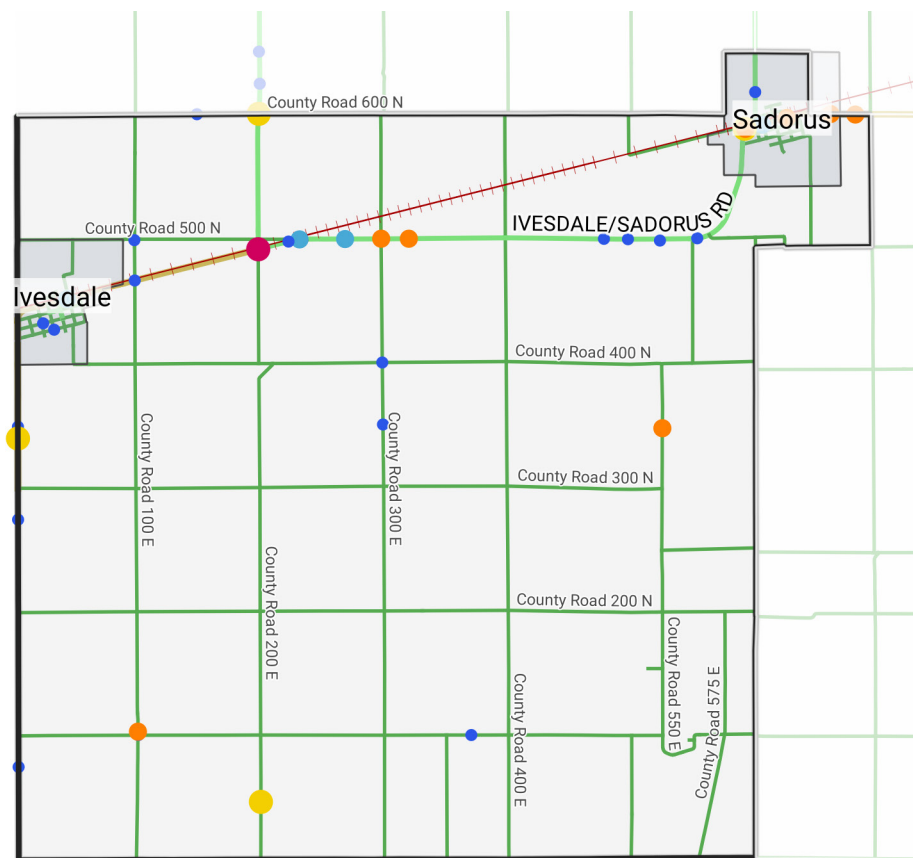 County Road 600 N
Sadorus
IVESDALE/SADORUS RD
County Road 500 N
Ivesdale
County Road 400 N
County Road 100 E
County Road 300 E
County Road 300 N
County Road 200 E
County Road 200 N
County Road 550 E
County Road 575 E
County Road 400 E